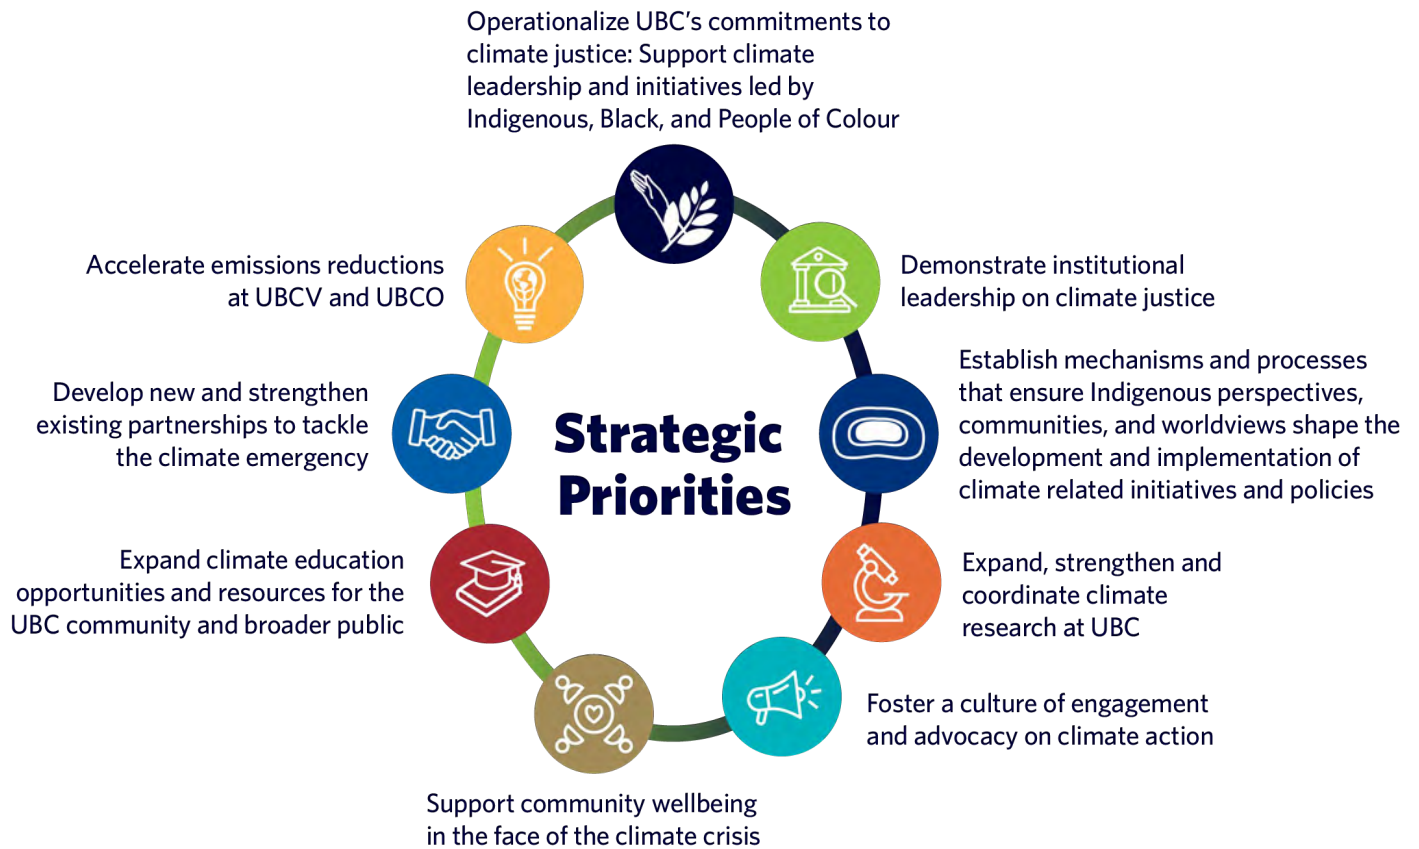 Operationalize UBC’s commitments to
climate justice: Support climate
leadership and initiatives led by
Indigenous, Black, and People of Colour
Demonstrate institutional
leadership on climate justice
Establish mechanisms and processes
that ensure Indigenous perspectives,
communities, and worldviews shape the
development and implementation of
climate related initiatives and policies
Expand, strengthen and
coordinate climate
research at UBC
Foster a culture of engagement
and advocacy on climate action
Support community wellbeing
in the face of the climate crisis
Expand climate education
opportunities and resources for the
UBC community and broader public
Develop new and strengthen
existing partnerships to tackle
the climate emergency
Accelerate emissions reductions
at UBCV and UBCO
Strategic
Priorities